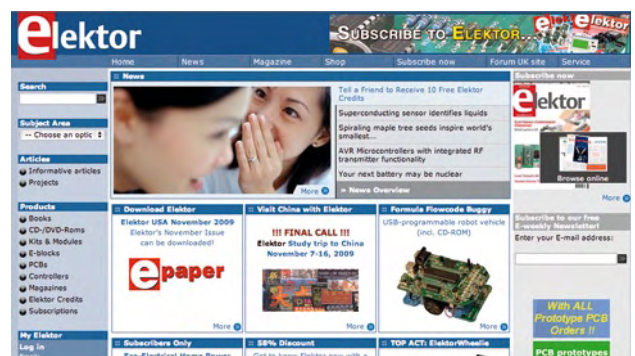 elektor
SUBSCRIBE TO ELEKTOR...
Home
News
Magazine
Shop
Subscribe now
Forum UK site
Service
Search
Subject Area
-- Choose an optic
Articles
Informative articles
Projects
Products
Books
CD-/DVD-Roms
Kits & Modules
E-blocks
PCBs
Controllers
Magazines
Elektor Credits
Subscriptions
My Elektor
Log in
News
More
Tell a Friend to Receive 10 Free Elektor
Credits
Superconducting sensor identifies liquids
Spiraling maple tree seeds inspire world's
smallest...
AVR Microcontrollers with integrated RF
transmitter functionality
Your next battery may be nuclear
» News Overview
Download Elektor
Elektor USA November 2009
Elektor's November Issue
can be downloaded!
epaper
More
Visit China with Elektor
!!! FINAL CALL !!!
Elektor Study trip to China
November 7-16, 2009
More
Formula Flowcode Buggy
USB-programmable robot vehicle
(incl. CD-ROM)
More
Subscribers Only
58% Discount
TOP ACT: ElektorWheelie
Subscribe now
elektor
Browse online
More
Subscribe to our free
E-weekly Newsletter!
Enter your E-mail address:
With ALL
Prototype PCB
Orders !!
PCB prototypes